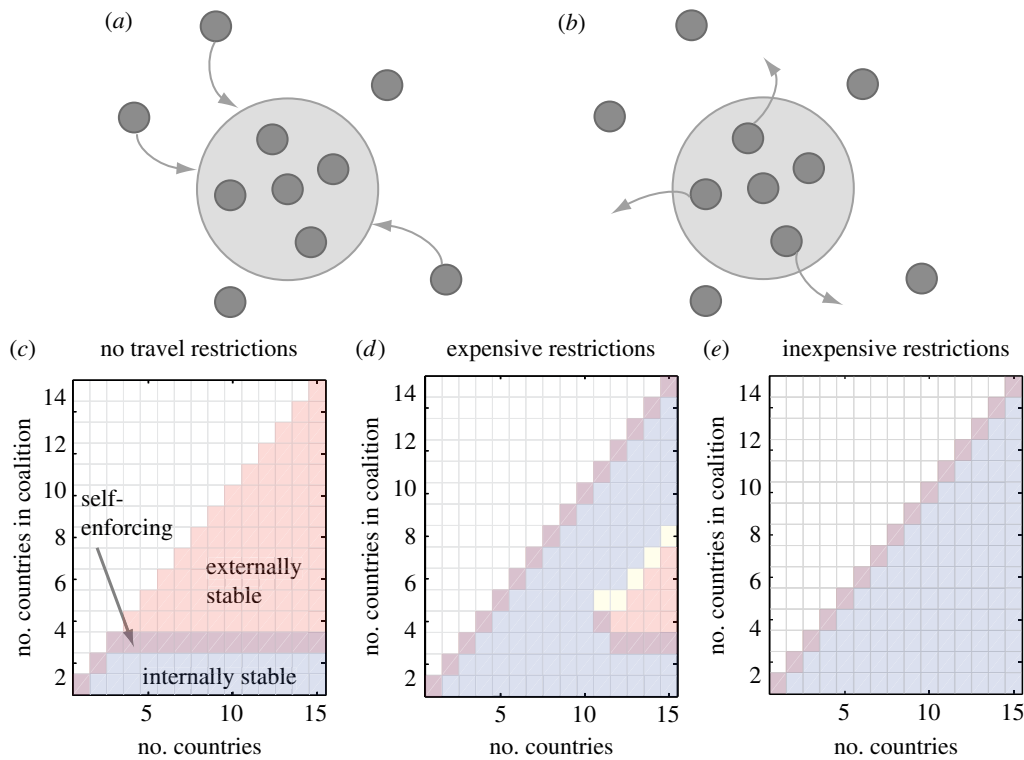 (a)
(b)
(c) no travel restrictions
(d) expensive restrictions
(e) inexpensive restrictions
no. countries in coalition
14
12
10
8
6
4
2
self-
enforcing
externally
stable
internally stable
5 10 15
no. countries
no. countries in coalition
14
12
10
8
6
4
2
5 10 15
no. countries
no. countries in coalition
14
12
10
8
6
4
2
5 10 15
no. countries